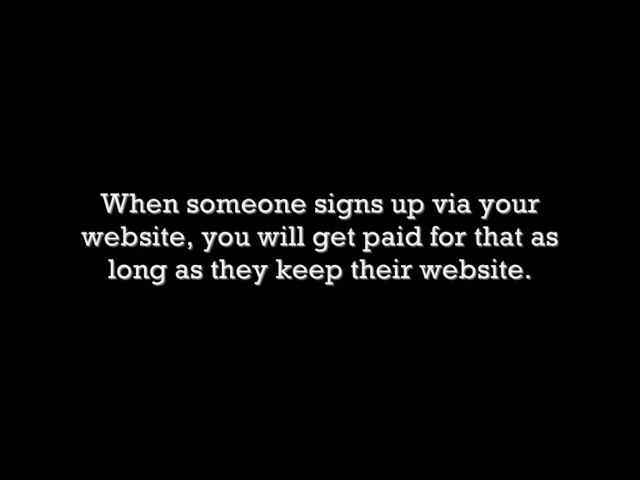 When someone signs up via your
website, you will get paid for that as
long as they keep their website.